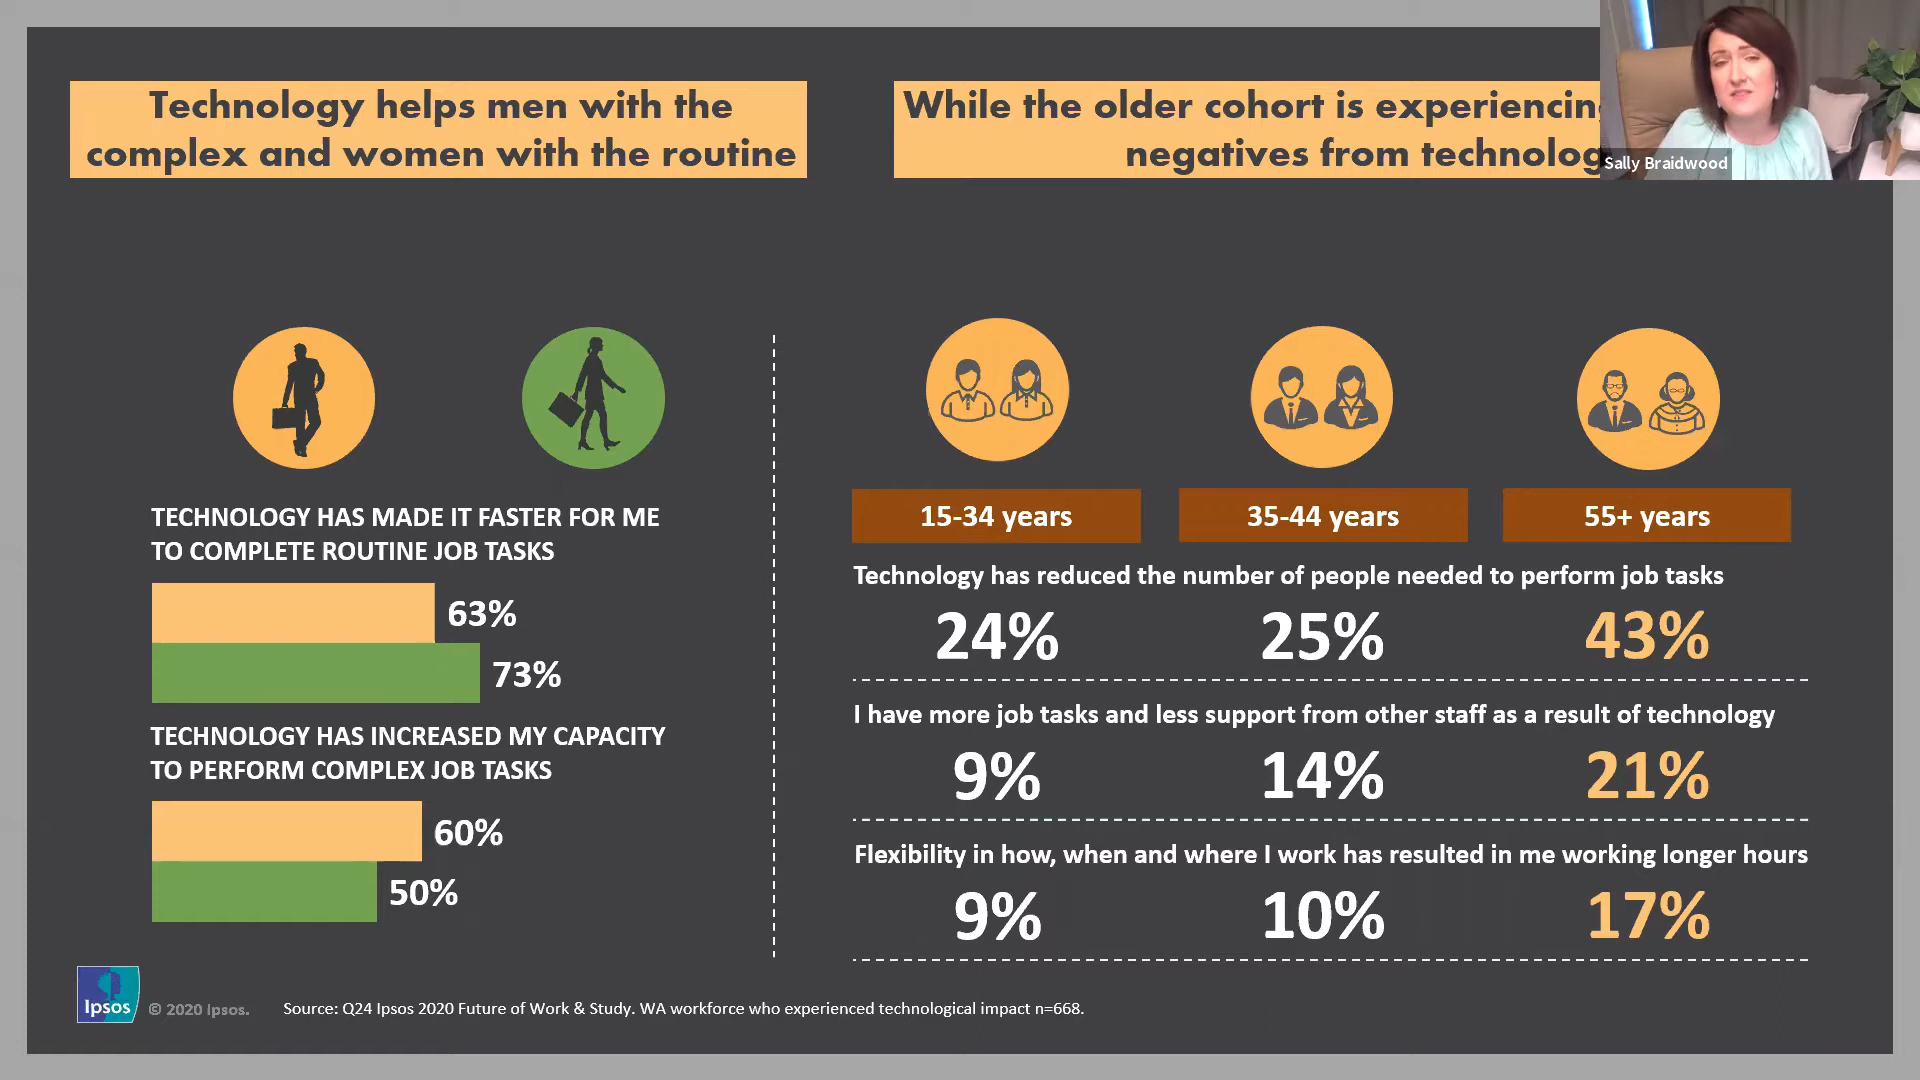 Technology helps men with the
complex and women with the routine
While the older cohort is experiencing
negatives from
Sally Braidwood
TECHNOLOGY HAS MADE IT FASTER FOR ME
TO COMPLETE ROUTINE JOB TASKS
63%
73%
TECHNOLOGY HAS INCREASED MY CAPACITY
TO PERFORM COMPLEX JOB TASKS
60%
50%
15-34 years
35-44 years
55+ years
Technology has reduced the number of people needed to perform job tasks
24%
25%
43%
I have more job tasks and less support from other staff as a result of technology
9%
14%
21%
Flexibility in how, when and where I work has resulted in me working longer hours
9%
10%
17%
Ipsos
© 2020 Ipsos.
Source: Q24 Ipsos 2020 Future of Work & Study. WA workforce who experienced technological impact n=668.